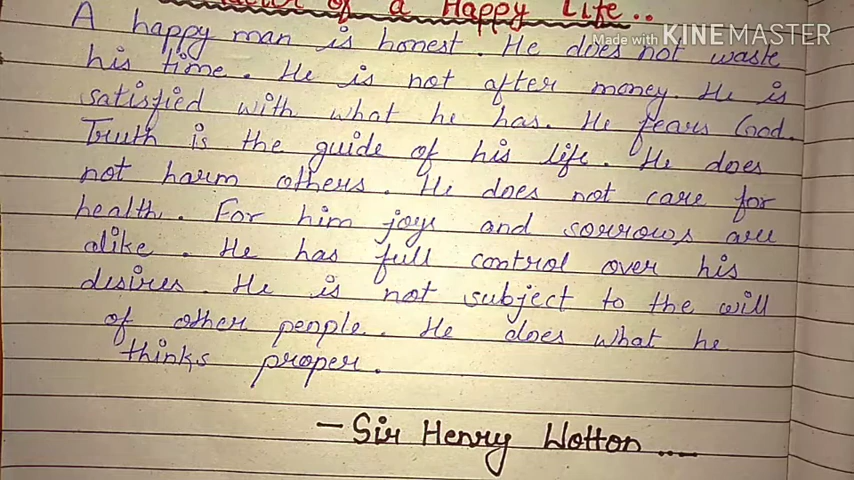 of a Happy Life..
Made with KINEMASTER
A happy man is honest. He does not waste
his time. He is not after money. He is
satisfied with what he has. He fears God.
Truth is the guide of his life. He does
not harm others. He does not care for
health. For him joys and sorrows are
alike. He has full control over his
desires. He is not subject to the will
of other people. He does what he
thinks proper.
- Sir Henry Wotton ....